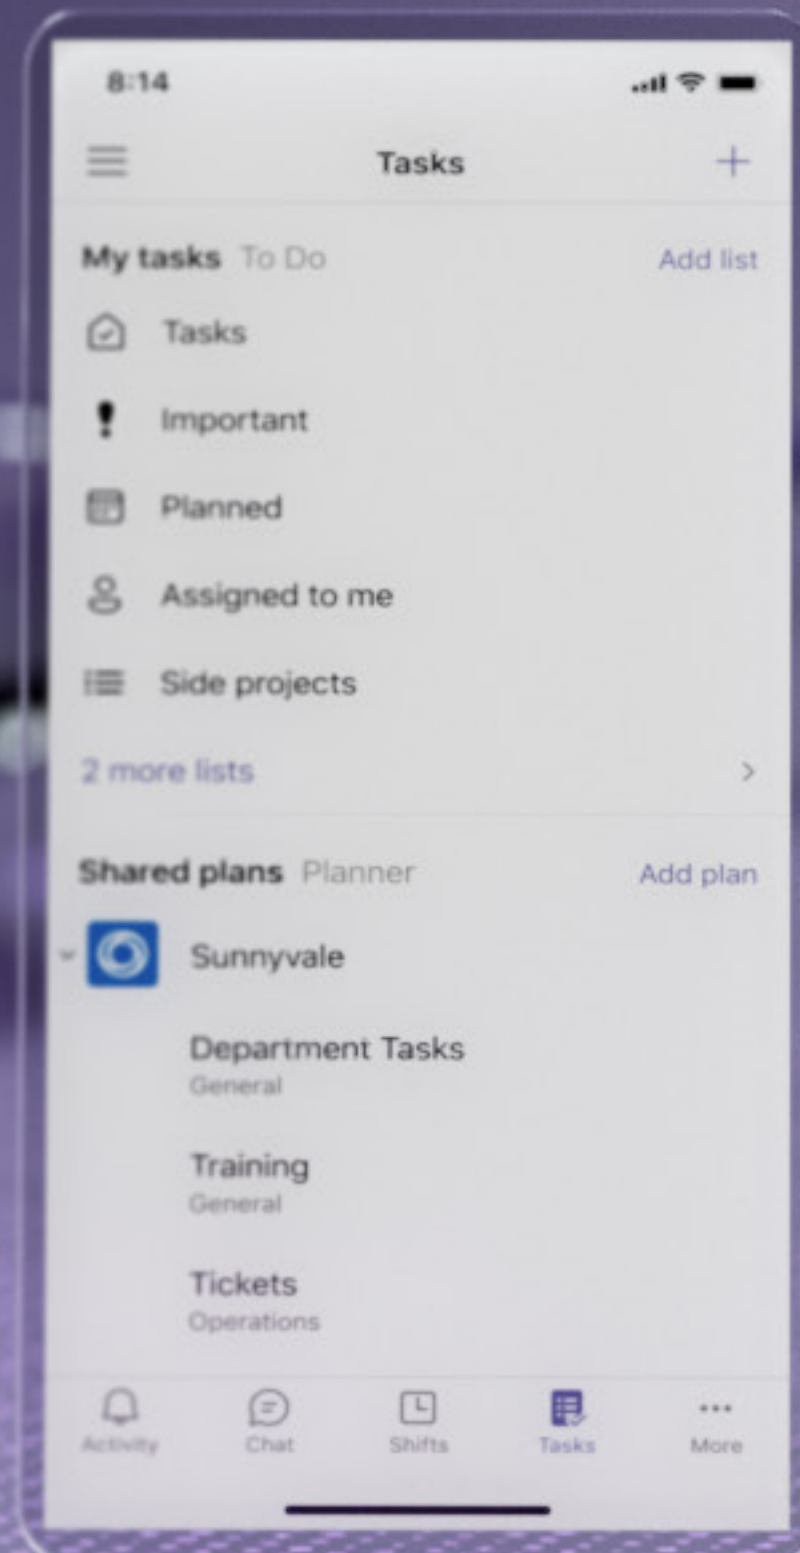 8:14
Tasks
My tasks To Do Add list
Tasks
Important
Planned
Assigned to me
Side projects
2 more lists
Shared plans Planner Add plan
Sunnyvale
Department Tasks
General
Training
General
Tickets
Operations
Activity Chat Shifts Tasks More